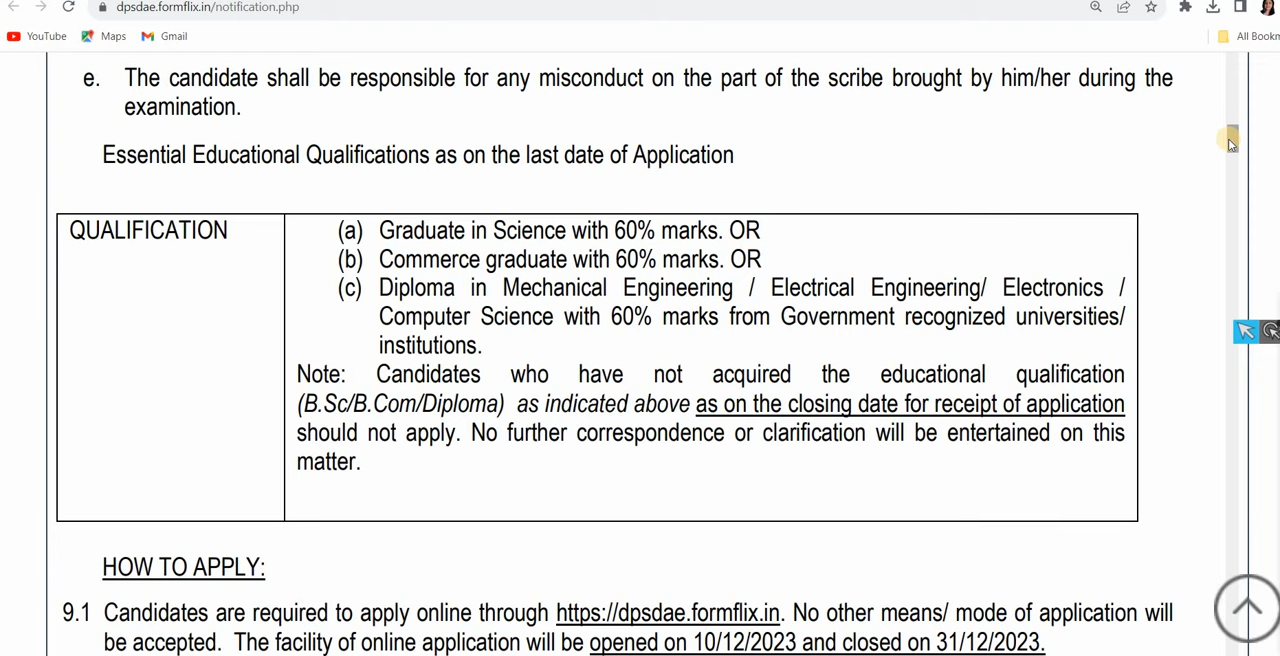 dpsdae.formflix.in/notification.php
YouTube Maps Gmail All Bookm
e. The candidate shall be responsible for any misconduct on the part of the scribe brought by him/her during the
examination.
Essential Educational Qualifications as on the last date of Application
QUALIFICATION
(a) Graduate in Science with 60% marks. OR
(b) Commerce graduate with 60% marks. OR
(c) Diploma in Mechanical Engineering / Electrical Engineering/ Electronics /
Computer Science with 60% marks from Government recognized universities/
institutions.
Note: Candidates who have not acquired the educational qualification
(B.Sc/B.Com/Diploma) as indicated above as on the closing date for receipt of application
should not apply. No further correspondence or clarification will be entertained on this
matter.
HOW TO APPLY:
9.1 Candidates are required to apply online through https://dpsdae.formflix.in. No other means/ mode of application will
be accepted. The facility of online application will be opened on 10/12/2023 and closed on 31/12/2023.